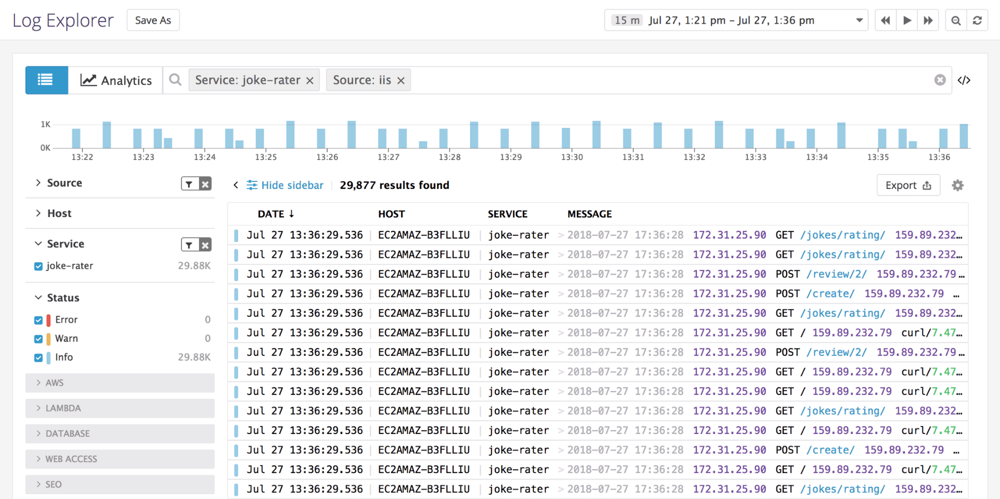 Log Explorer Save As 15 m Jul 27, 1:21 pm – Jul 27, 1:36 pm
Analytics Service: joke-rater × Source: iis × </>
1K
0K
13:22 13:23 13:24 13:25 13:26 13:27 13:28 13:29 13:30 13:31 13:32 13:33 13:34 13:35 13:36
Source
Host
Service
joke-rater 29.88K
Status
Error 0
Warn 0
Info 29.88K
AWS
LAMBDA
DATABASE
WEB ACCESS
SEO
Hide sidebar 29,877 results found Export
DATE ↓ HOST SERVICE MESSAGE
Jul 27 13:36:29.536 EC2AMAZ-B3FLLIU joke-rater > 2018-07-27 17:36:28 172.31.25.90 GET /jokes/rating/ 159.89.232…
Jul 27 13:36:29.536 EC2AMAZ-B3FLLIU joke-rater > 2018-07-27 17:36:28 172.31.25.90 GET /jokes/rating/ 159.89.232…
Jul 27 13:36:29.536 EC2AMAZ-B3FLLIU joke-rater > 2018-07-27 17:36:28 172.31.25.90 POST /review/2/ 159.89.232.79…
Jul 27 13:36:29.536 EC2AMAZ-B3FLLIU joke-rater > 2018-07-27 17:36:28 172.31.25.90 POST /create/ 159.89.232.79 …
Jul 27 13:36:29.536 EC2AMAZ-B3FLLIU joke-rater > 2018-07-27 17:36:28 172.31.25.90 GET /jokes/rating/ 159.89.232…
Jul 27 13:36:29.536 EC2AMAZ-B3FLLIU joke-rater > 2018-07-27 17:36:28 172.31.25.90 GET / 159.89.232.79 curl/7.47…
Jul 27 13:36:29.536 EC2AMAZ-B3FLLIU joke-rater > 2018-07-27 17:36:28 172.31.25.90 POST /review/2/ 159.89.232.79…
Jul 27 13:36:29.536 EC2AMAZ-B3FLLIU joke-rater > 2018-07-27 17:36:28 172.31.25.90 GET / 159.89.232.79 curl/7.47…
Jul 27 13:36:29.536 EC2AMAZ-B3FLLIU joke-rater > 2018-07-27 17:36:28 172.31.25.90 GET / 159.89.232.79 curl/7.47…
Jul 27 13:36:29.536 EC2AMAZ-B3FLLIU joke-rater > 2018-07-27 17:36:28 172.31.25.90 GET /jokes/rating/ 159.89.232…
Jul 27 13:36:29.536 EC2AMAZ-B3FLLIU joke-rater > 2018-07-27 17:36:28 172.31.25.90 GET / 159.89.232.79 curl/7.47…
Jul 27 13:36:29.536 EC2AMAZ-B3FLLIU joke-rater > 2018-07-27 17:36:28 172.31.25.90 POST /create/ 159.89.232.79 …
Jul 27 13:36:29.536 EC2AMAZ-B3FLLIU joke-rater > 2018-07-27 17:36:28 172.31.25.90 GET / 159.89.232.79 curl/7.47…
Jul 27 13:36:29.536 EC2AMAZ-B3FLLIU joke-rater > 2018-07-27 17:36:28 172.31.25.90 GET /jokes/rating/ 159.89.232…